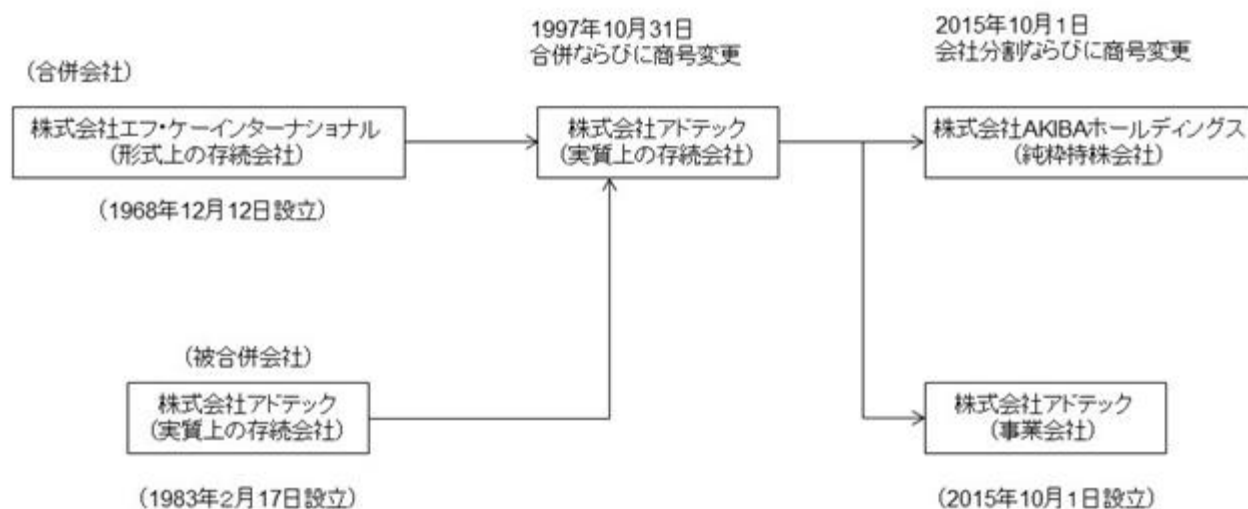 1997年10月31日
合併ならびに商号変更
2015年10月1日
会社分割ならびに商号変更
(合併会社)
株式会社エフ・ケーインターナショナル
(形式上の存続会社)
(1968年12月12日設立)
株式会社アドテック
(実質上の存続会社)
株式会社AKIBAホールディングス
(純粋持株会社)
(被合併会社)
株式会社アドテック
(実質上の存続会社)
(1983年2月17日設立)
株式会社アドテック
(事業会社)
(2015年10月1日設立)